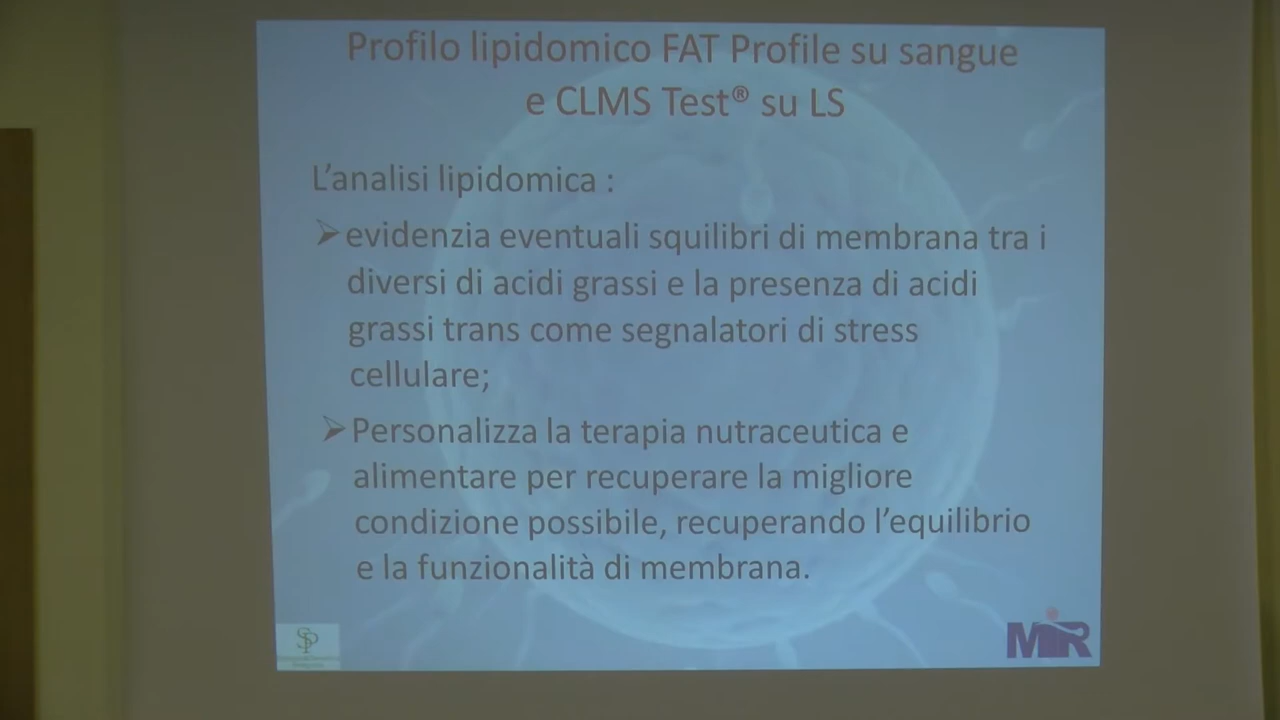 Profilo lipidomico FAT Profile su sangue
e CLMS Test® su LS
L'analisi lipidomica :
➢evidenzia eventuali squilibri di membrana tra i
diversi di acidi grassi e la presenza di acidi
grassi trans come segnalatori di stress
cellulare;
➢Personalizza la terapia nutraceutica e
alimentare per recuperare la migliore
condizione possibile, recuperando l'equilibrio
e la funzionalità di membrana.
SP
MiR